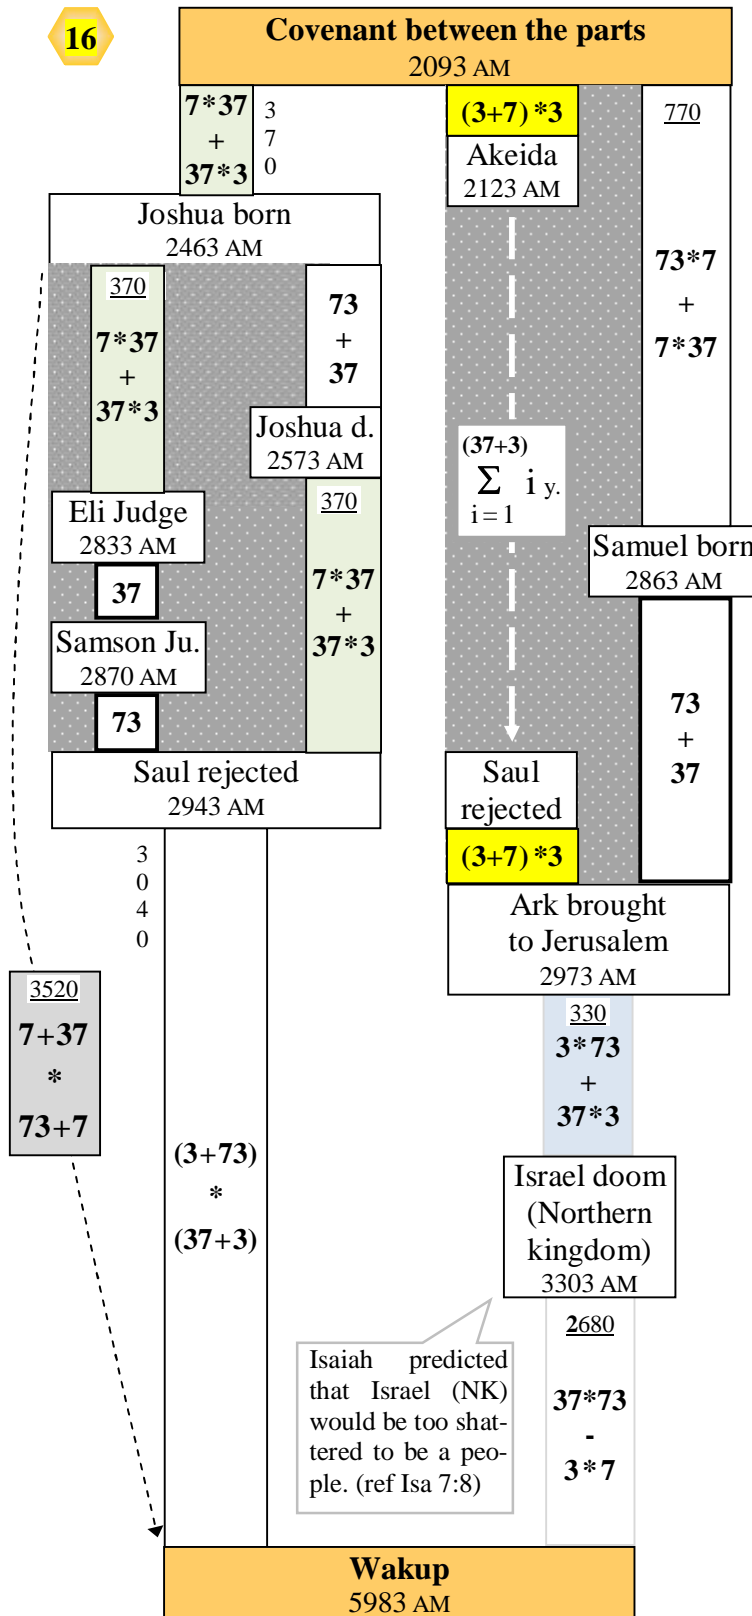 16
Covenant between the parts
2093 AM
7*37
+
37*3
3
7
0
(3+7) *3
Akeida
2123 AM
770
73*7
+
7*37
Joshua born
2463 AM
370
7*37
+
37*3
73
+
37
Joshua d.
2573 AM
370
7*37
+
37*3
(37+3)
Σ i y.
i = 1
Eli Judge
2833 AM
37
Samson Ju.
2870 AM
73
Samuel born
2863 AM
73
+
37
Saul rejected
2943 AM
Saul
rejected
(3+7) *3
3
0
4
0
Ark brought
to Jerusalem
2973 AM
3520
7+37
*
73+7
330
3*73
+
37*3
(3+73)
*
(37+3)
Israel doom
(Northern
kingdom)
3303 AM
Isaiah predicted
that Israel (NK)
would be too shat-
tered to be a peo-
ple. (ref Isa 7:8)
2680
37*73
-
3*7
Wakup
5983 AM